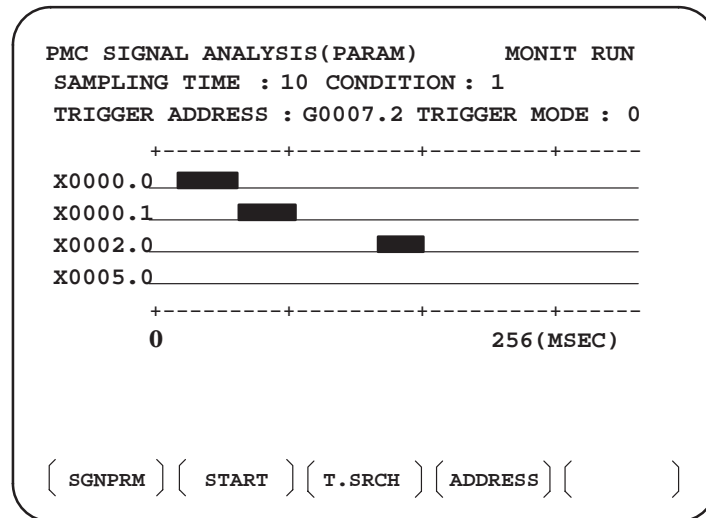 PMC SIGNAL ANALYSIS(PARAM) MONIT RUN
SAMPLING TIME : 10 CONDITION : 1
TRIGGER ADDRESS : G0007.2 TRIGGER MODE : 0
+---------+---------+---------+------
X0000.0
X0000.1
X0002.0
X0005.0
+---------+---------+---------+------
0 256(MSEC)
SGNPRM START T.SRCH ADDRESS